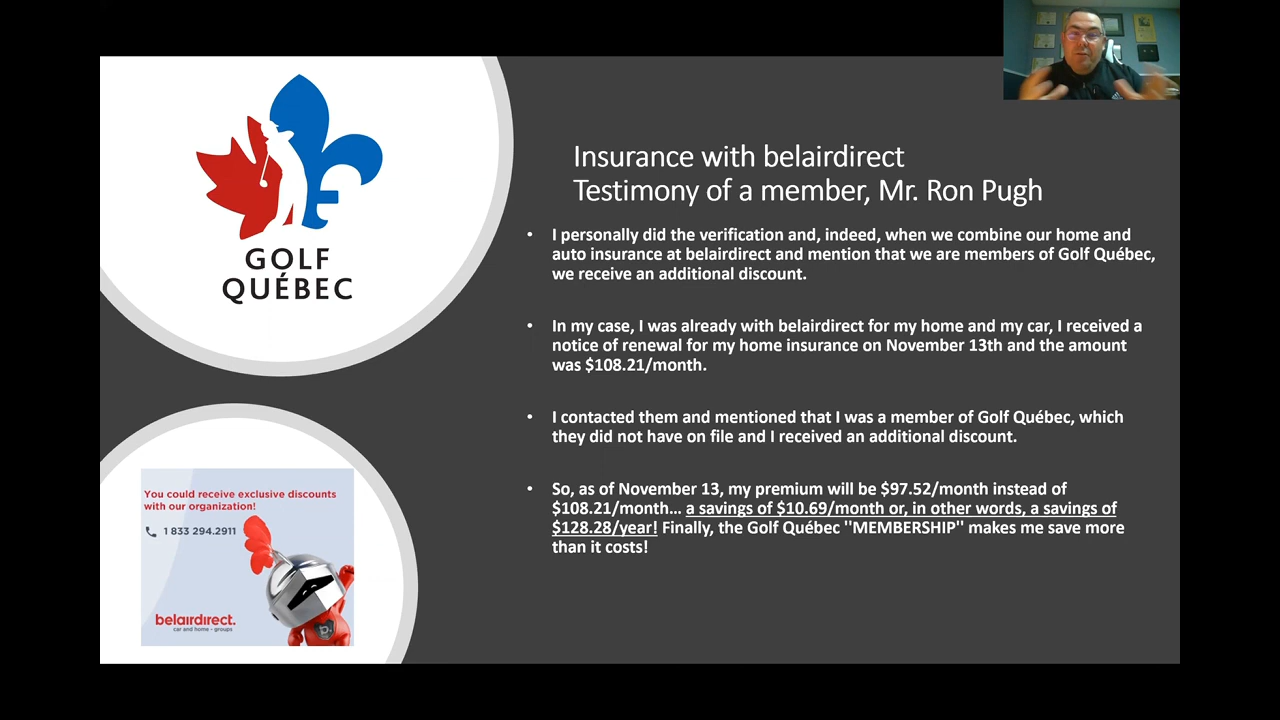 GOLF
QUÉBEC
Insurance with belairdirect
Testimony of a member, Mr. Ron Pugh
• I personally did the verification and, indeed, when we combine our home and
auto insurance at belairdirect and mention that we are members of Golf Québec,
we receive an additional discount.
• In my case, I was already with belairdirect for my home and my car, I received a
notice of renewal for my home insurance on November 13th and the amount
was $108.21/month.
• I contacted them and mentioned that I was a member of Golf Québec, which
they did not have on file and I received an additional discount.
• So, as of November 13, my premium will be $97.52/month instead of
$108.21/month... a savings of $10.69/month or, in other words, a savings of
$128.28/year! Finally, the Golf Québec "MEMBERSHIP" makes me save more
than it costs!
You could receive exclusive discounts
with our organization!
1 833 294.2911
belairdirect.
car and home - groups